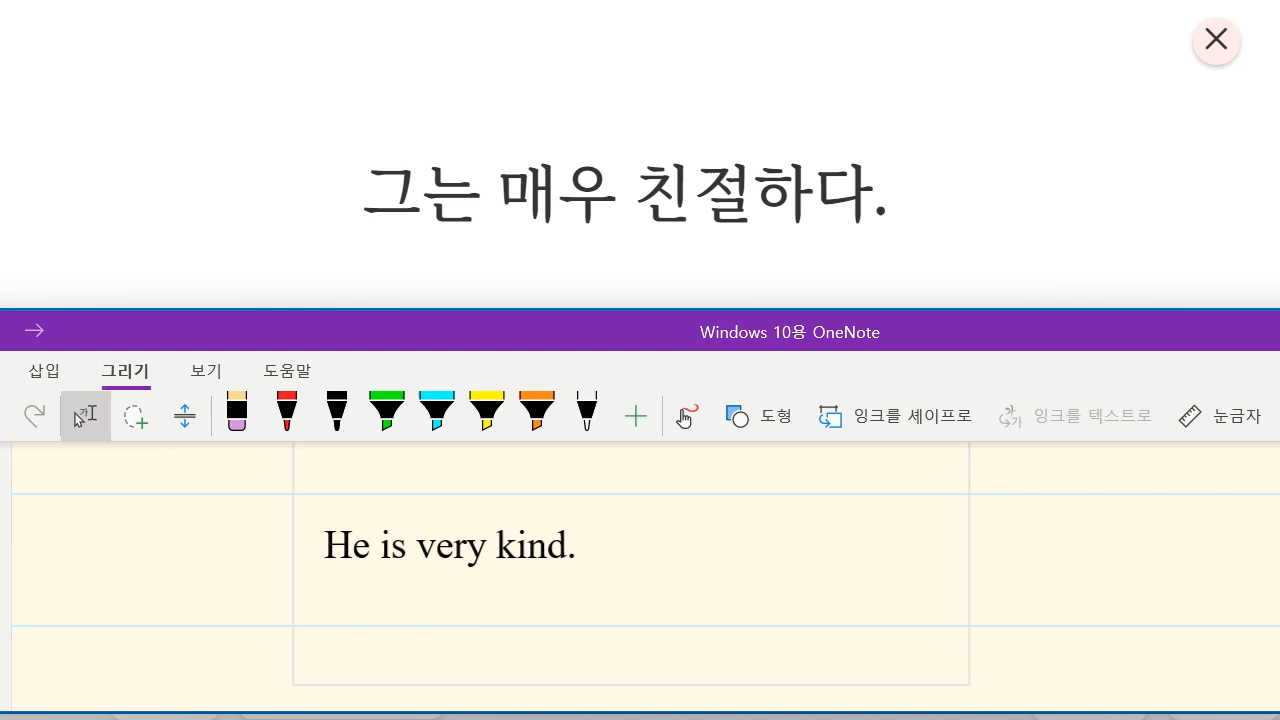 그는 매우 친절하다.
Windows 10용 OneNote
삽입 그리기 보기 도움말
가 도형 잉크를 셰이프로 가 잉크를 텍스트로 눈금자
He is very kind.